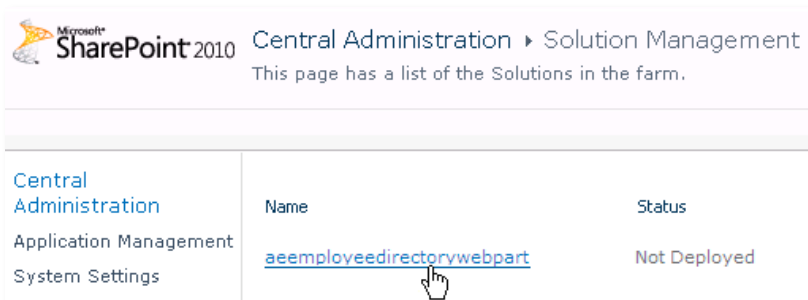 Microsoft®
SharePoint 2010
Central Administration ▸ Solution Management
This page has a list of the Solutions in the farm.
Central
Administration
Name
Status
Application Management
aeemployeedirectorywebpart
Not Deployed
System Settings